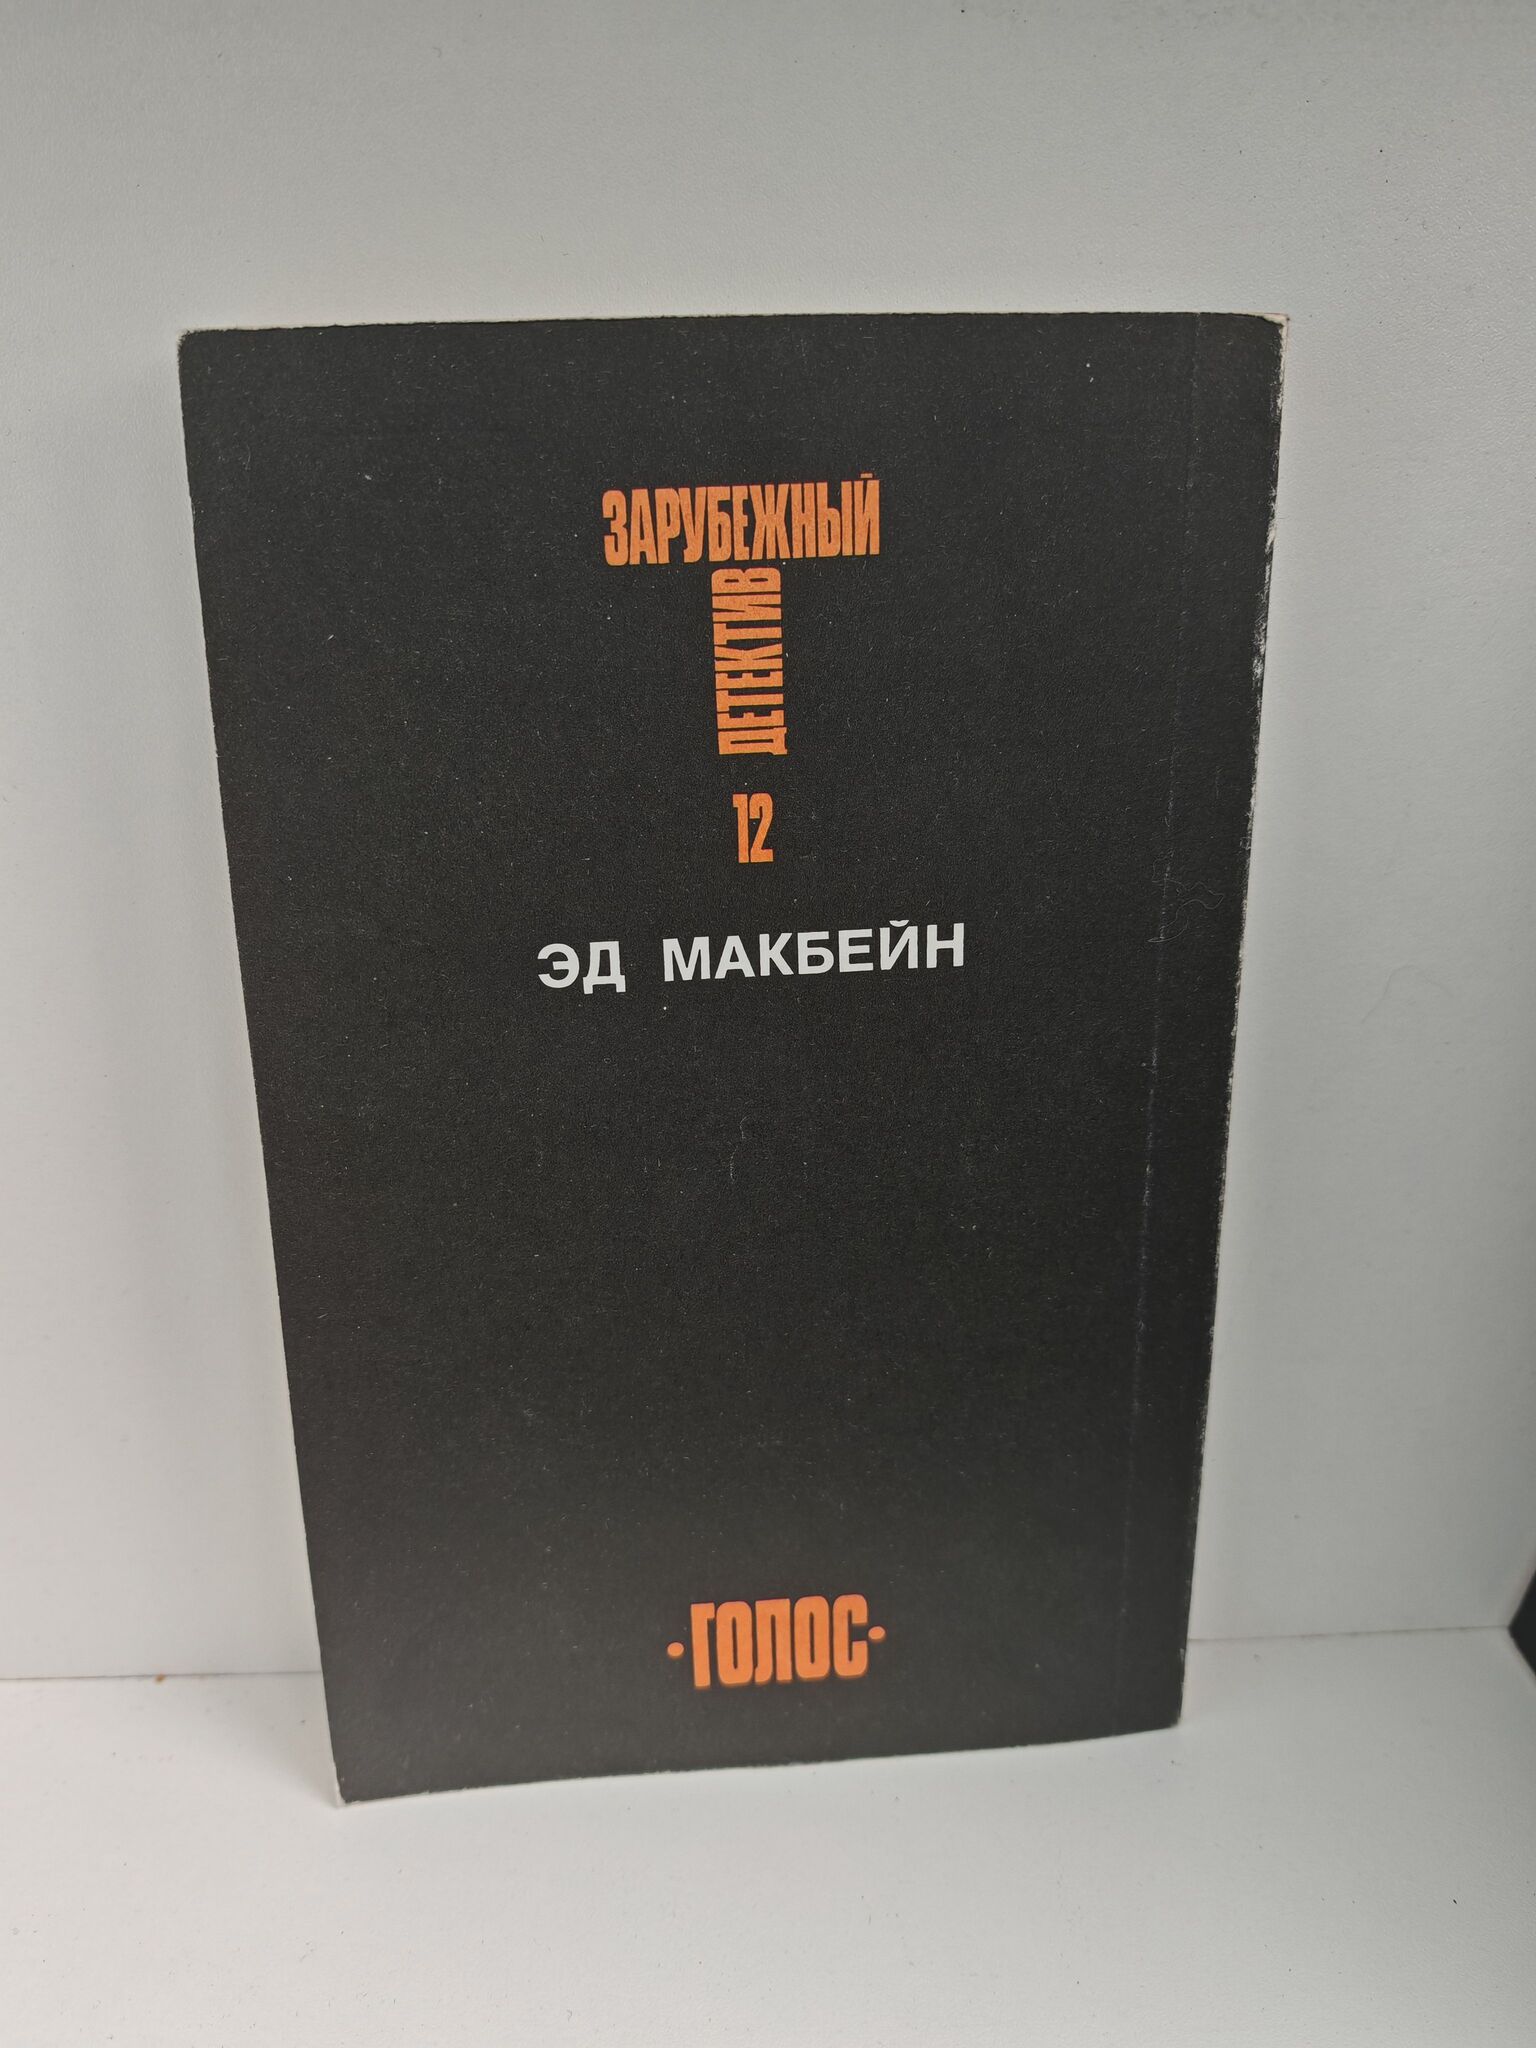 ЗАРУБЕЖНЫЙ
ДЕТЕКТИВ
12
ЭД МАКБЕЙН
·ГОЛОС·